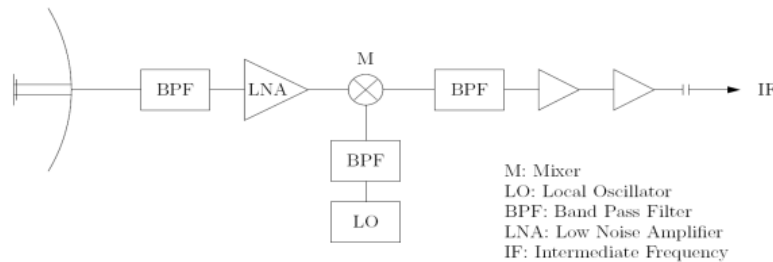 M
BPF
LNA
BPF
IF
BPF
LO
M: Mixer
LO: Local Oscillator
BPF: Band Pass Filter
LNA: Low Noise Amplifier
IF: Intermediate Frequency